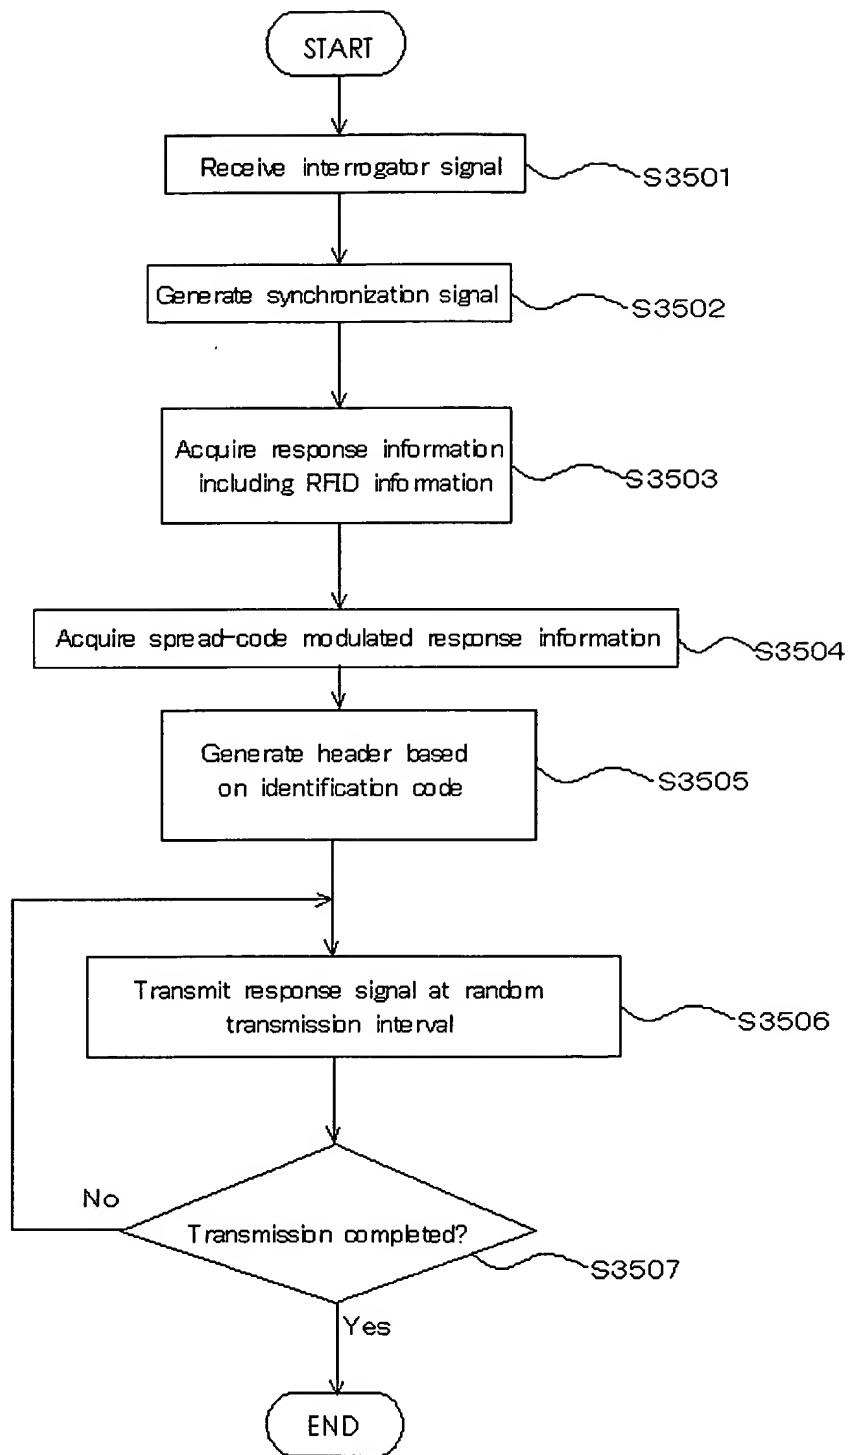 START
Receive interrogator signal
S3501
Generate synchronization signal
S3502
Acquire response information
including RFID information
S3503
Acquire spread-code modulated response information
S3504
Generate header based
on identification code
S3505
Transmit response signal at random
transmission interval
S3506
No
Transmission completed?
S3507
Yes
END